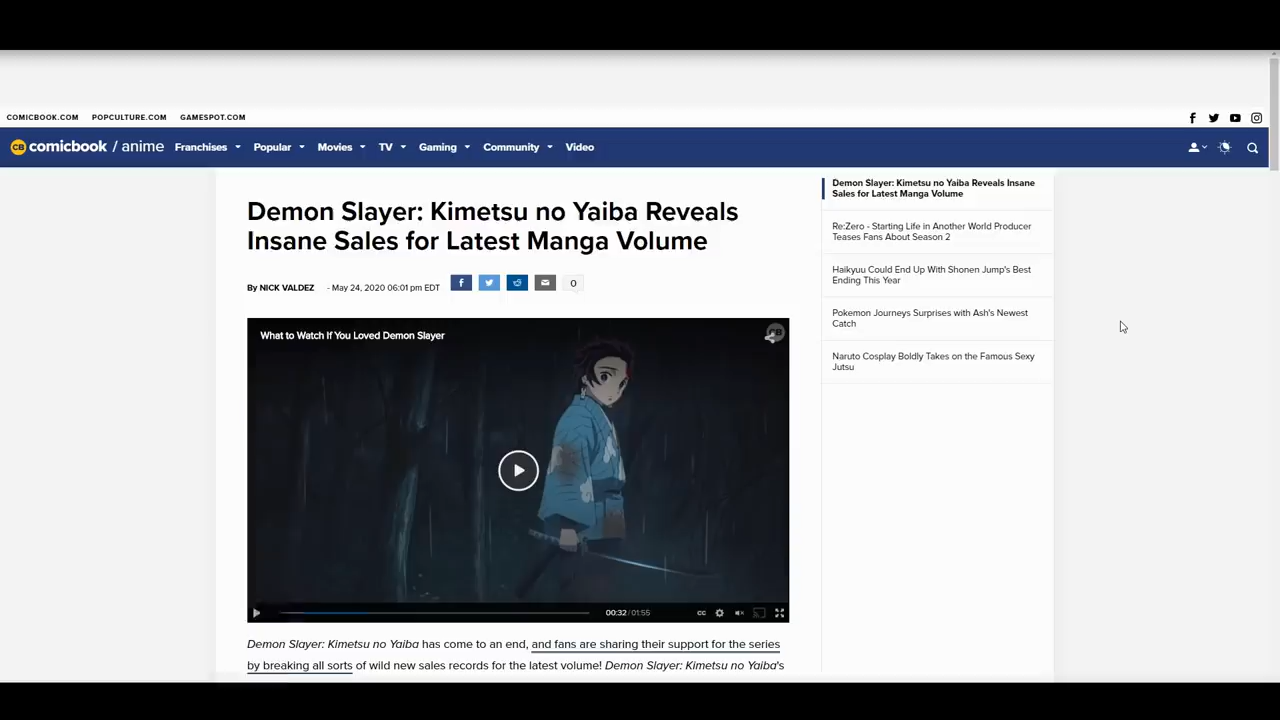 COMICBOOK.COM POPCULTURE.COM GAMESPOT.COM
CB comicbook / anime Franchises Popular Movies TV Gaming Community Video
Demon Slayer: Kimetsu no Yaiba Reveals
Insane Sales for Latest Manga Volume
By NICK VALDEZ - May 24, 2020 06:01 pm EDT 0
What to Watch If You Loved Demon Slayer
CB
00:32 / 01:55 CC
Demon Slayer: Kimetsu no Yaiba has come to an end, and fans are sharing their support for the series
by breaking all sorts of wild new sales records for the latest volume! Demon Slayer: Kimetsu no Yaiba's
Demon Slayer: Kimetsu no Yaiba Reveals Insane
Sales for Latest Manga Volume
Re:Zero - Starling Life in Another World Producer
Teases Fans About Season 2
Haikyuu Could End Up With Shonen Jump's Best
Ending This Year
Pokemon Journeys Surprises with Ash's Newest
Catch
Naruto Cosplay Boldly Takes on the Famous Sexy
Jutsu